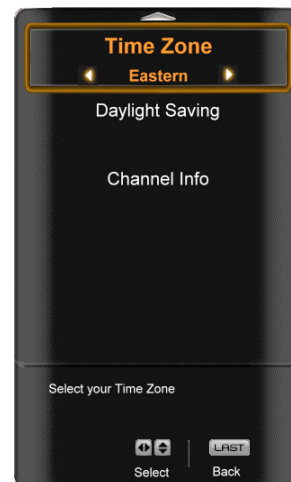 Time Zone
Eastern
Daylight Saving
Channel Info
Select your Time Zone
LAST
Select Back